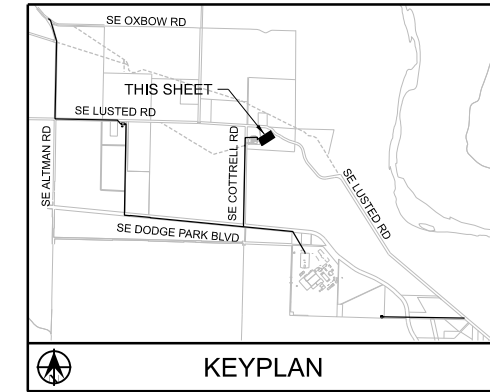 SE OXBOW RD
THIS SHEET
SE LUSTED RD
SE ALTMAN RD
SE COTTRELL RD
SE LUSTED RD
SE DODGE PARK BLVD
KEYPLAN